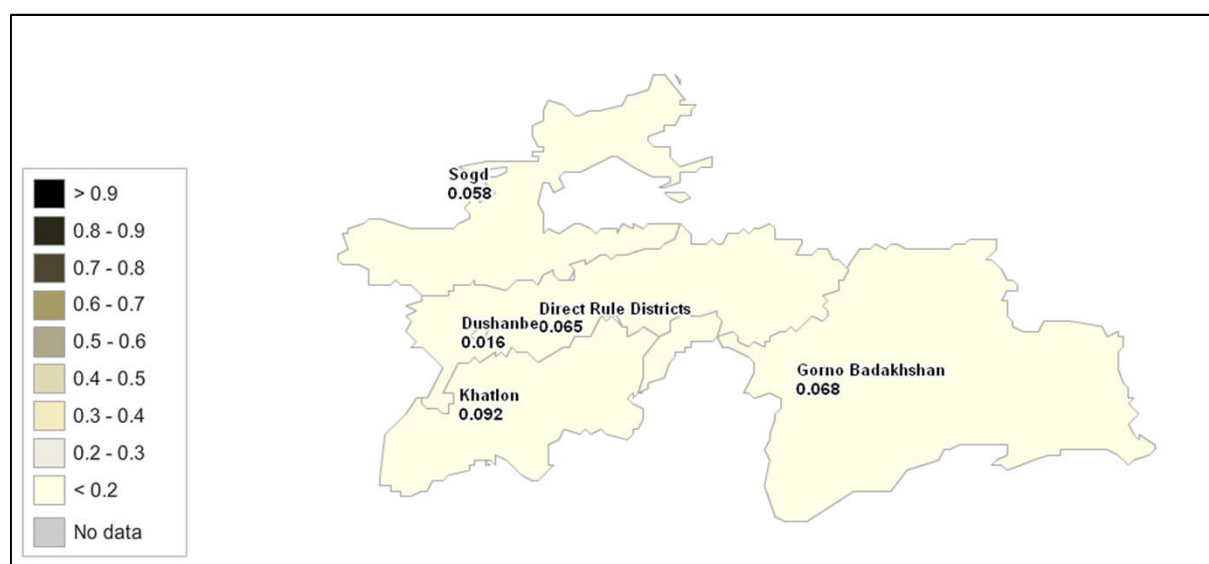 > 0.9
0.8 - 0.9
0.7 - 0.8
0.6 - 0.7
0.5 - 0.6
0.4 - 0.5
0.3 - 0.4
0.2 - 0.3
< 0.2
No data
Sogd
0.058
Direct Rule Districts
0.065
Dushanbe
0.016
Khatlon
0.092
Gorno Badakhshan
0.068